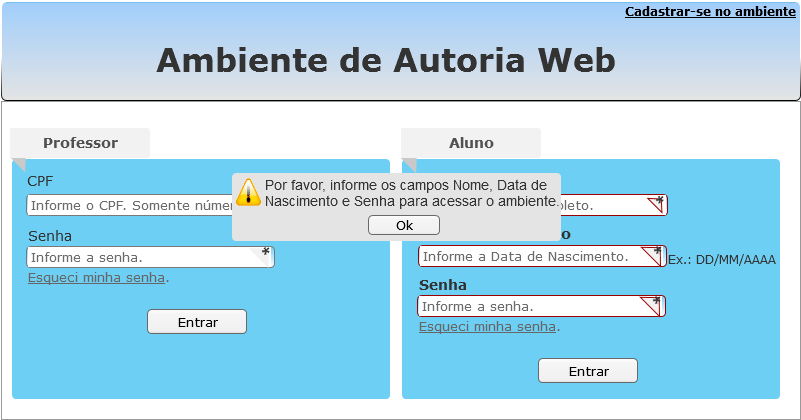 Cadastrar-se no ambiente
Ambiente de Autoria Web
Professor
CPF
Informe o CPF. Somente
Senha
Informe a senha. *
Esqueci minha senha.
Entrar
Aluno
*
Informe a Data de Nascimento. *
Ex.: DD/MM/AAAA
Senha
Informe a senha. *
Esqueci minha senha.
Entrar
Por favor, informe os campos Nome, Data de
Nascimento e Senha para acessar o ambiente.
Ok